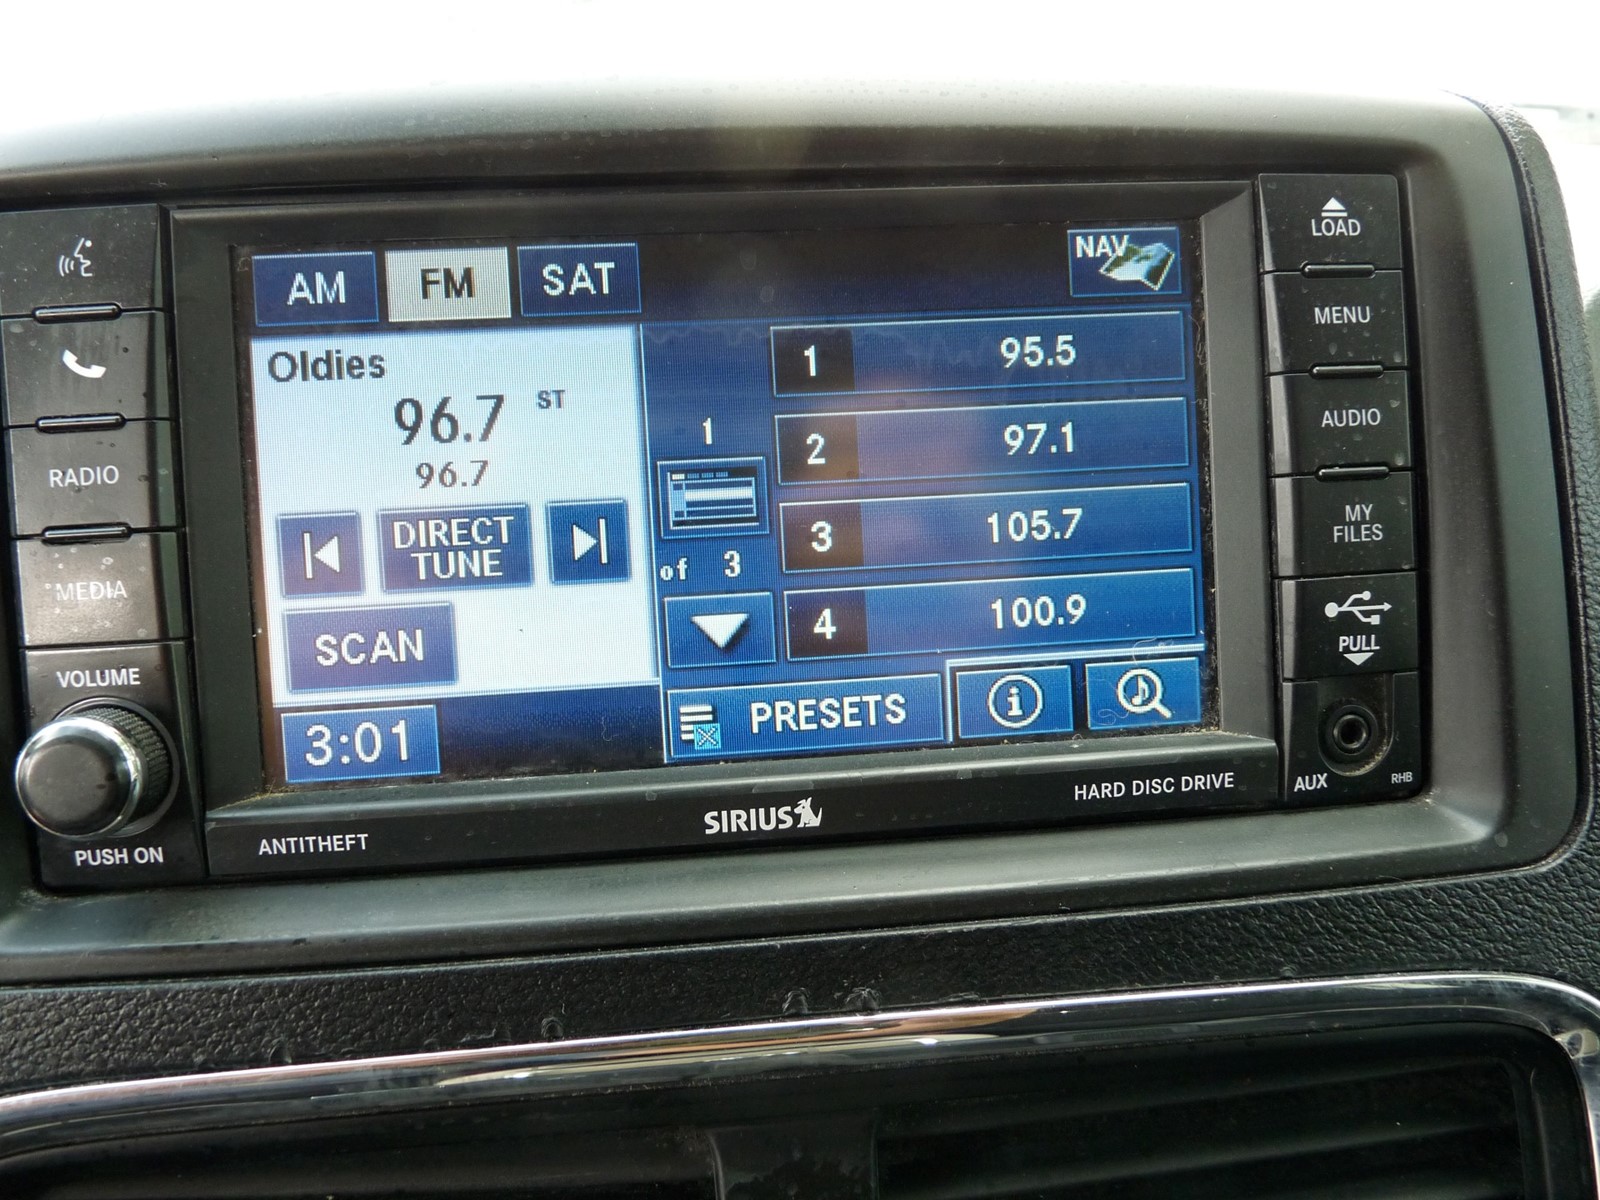 AM FM SAT NAV
Oldies
96.7 ST
96.7
DIRECT
TUNE
SCAN
3:01
1
of 3
1 95.5
2 97.1
3 105.7
4 100.9
PRESETS
i
RADIO
MEDIA
VOLUME
PUSH ON
LOAD
MENU
AUDIO
MY
FILES
PULL
AUX RHB
ANTITHEFT
SIRIUS
HARD DISC DRIVE